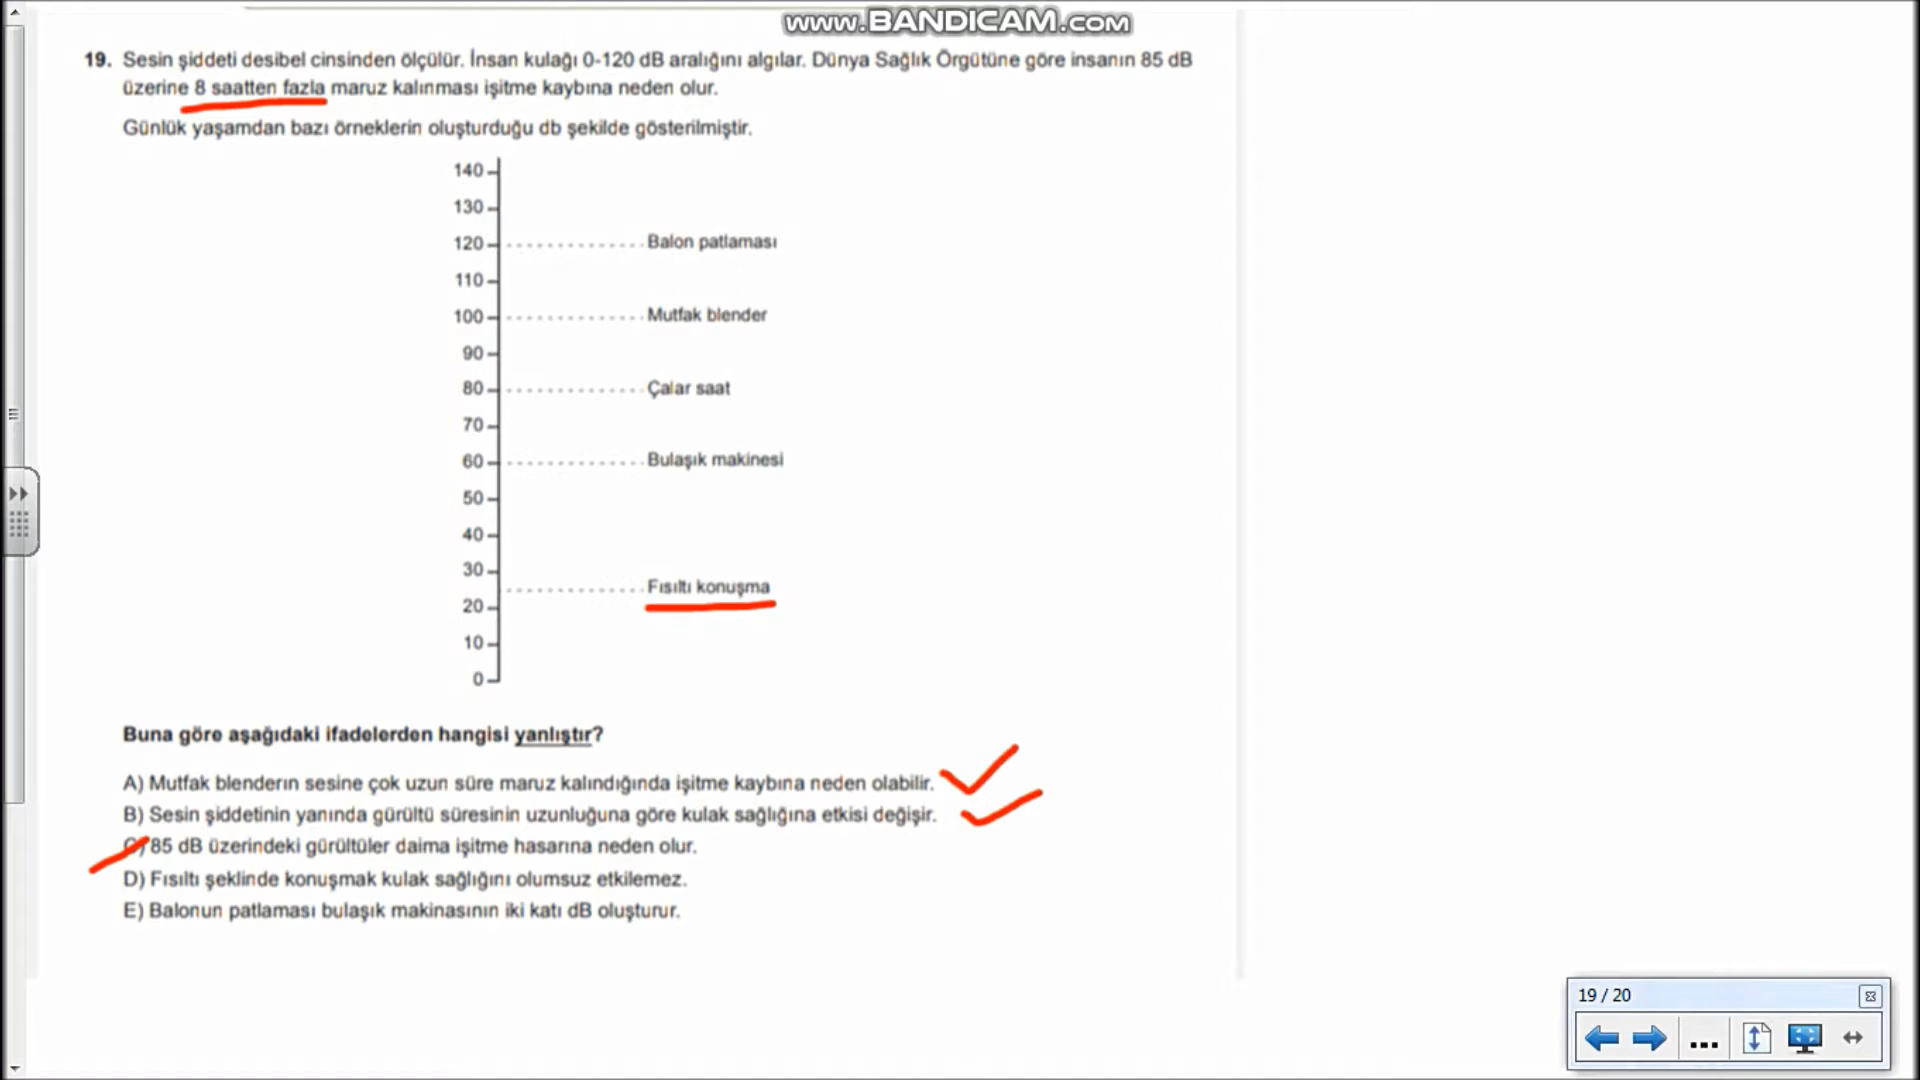 www.BANDICAM.com
19. Sesin şiddeti desibel cinsinden ölçülür. İnsan kulağı 0-120 dB aralığını algılar. Dünya Sağlık Örgütüne göre insanın 85 dB
üzerine 8 saatten fazla maruz kalınması işitme kaybına neden olur.
Günlük yaşamdan bazı örneklerin oluşturduğu db şekilde gösterilmiştir.
140
130
120 Balon patlaması
110
100 Mutfak blender
90
80 Çalar saat
70
60 Bulaşık makinesi
50
40
30
Fısıltı konuşma
20
10
0
Buna göre aşağıdaki ifadelerden hangisi yanlıştır?
A) Mutfak blenderın sesine çok uzun süre maruz kalındığında işitme kaybına neden olabilir.
B) Sesin şiddetinin yanında gürültü süresinin uzunluğuna göre kulak sağlığına etkisi değişir.
C) 85 dB üzerindeki gürültüler daima işitme hasarına neden olur.
D) Fısıltı şeklinde konuşmak kulak sağlığını olumsuz etkilemez.
E) Balonun patlaması bulaşık makinasının iki katı dB oluşturur.
19 / 20
...